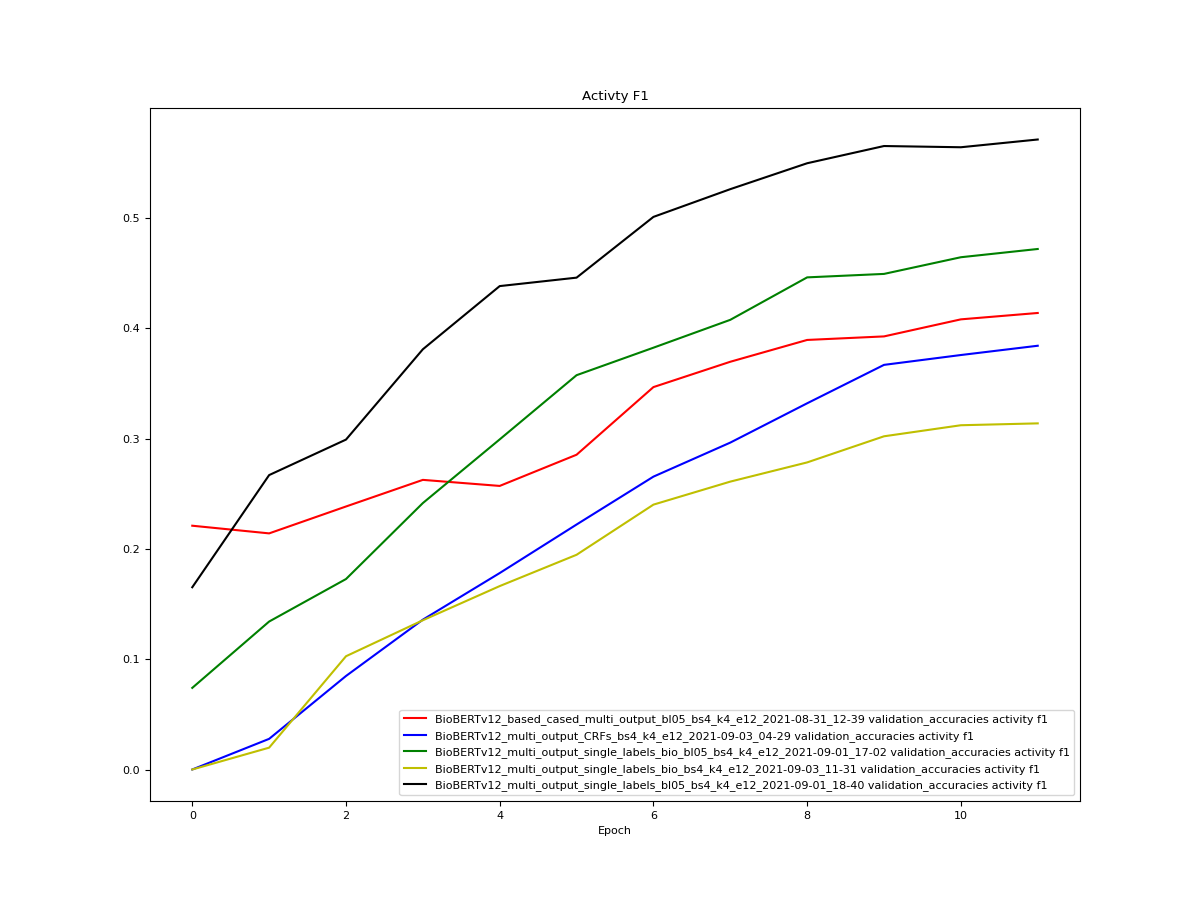 Activty F1
0.5
0.4
0.3
0.2
0.1
0.0
BioBERTv12_based_cased_multi_output_bl05_bs4_k4_e12_2021-08-31_12-39 validation_accuracies activity f1
BioBERTv12_multi_output_CRFs_bs4_k4_e12_2021-09-03_04-29 validation_accuracies activity f1
BioBERTv12_multi_output_single_labels_bio_bl05_bs4_k4_e12_2021-09-01_17-02 validation_accuracies activity f1
BioBERTv12_multi_output_single_labels_bio_bs4_k4_e12_2021-09-03_11-31 validation_accuracies activity f1
BioBERTv12_multi_output_single_labels_bl05_bs4_k4_e12_2021-09-01_18-40 validation_accuracies activity f1
0 2 4 6 8 10
Epoch